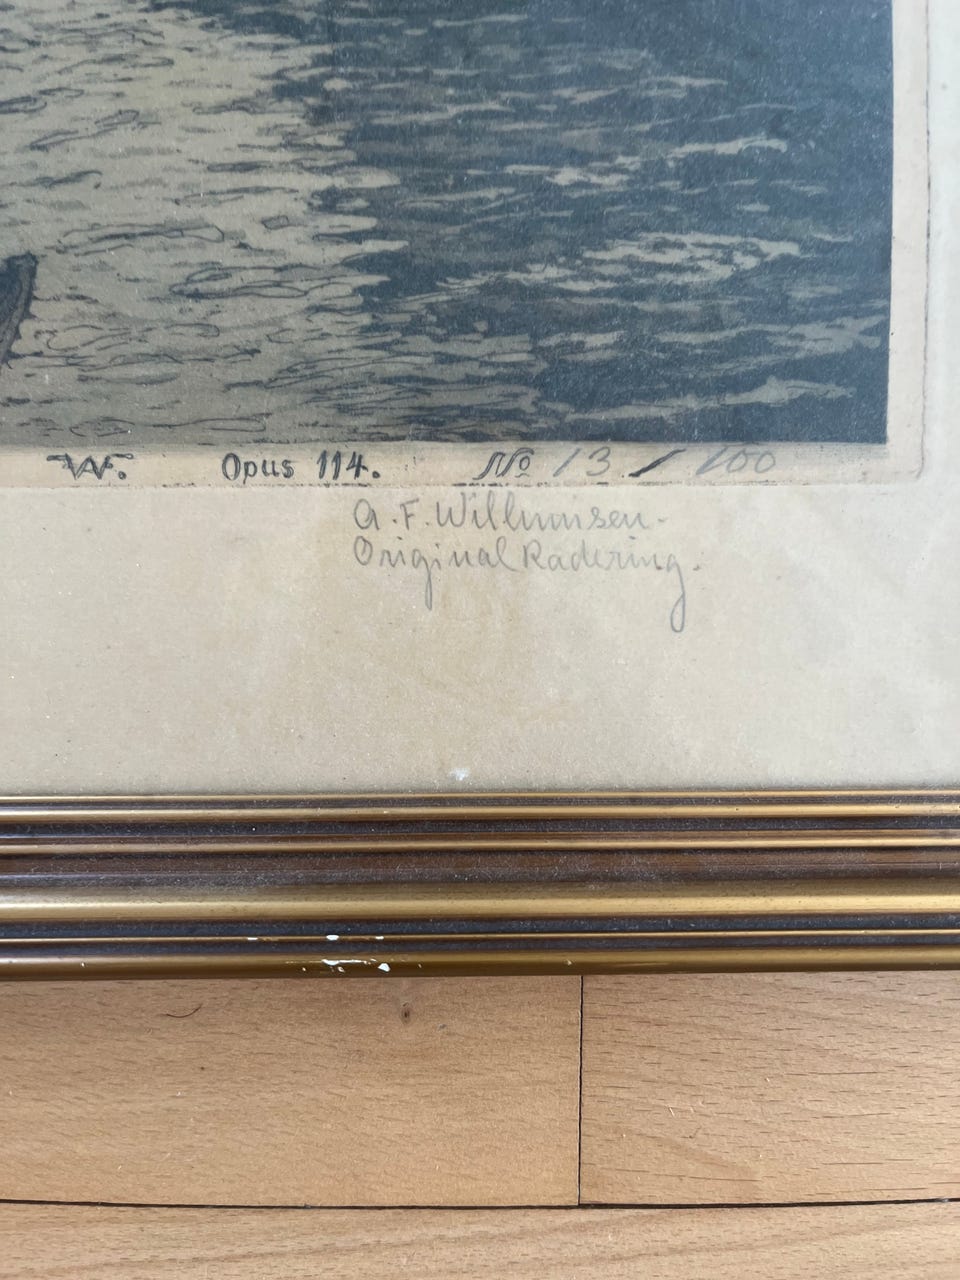 W. Opus 114. No 13 / 100
A. F. Willumsen.
Original Radering.